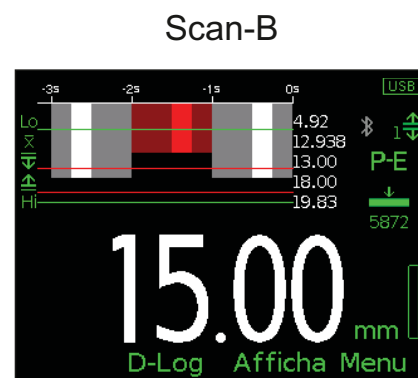 Scan-B
-3s -2s -1s 0s USB
Lo 4.92
x̅ 12.938 1
13.00 P-E
18.00
Hi 19.83 5872
15.00 mm
D-Log Afficha Menu